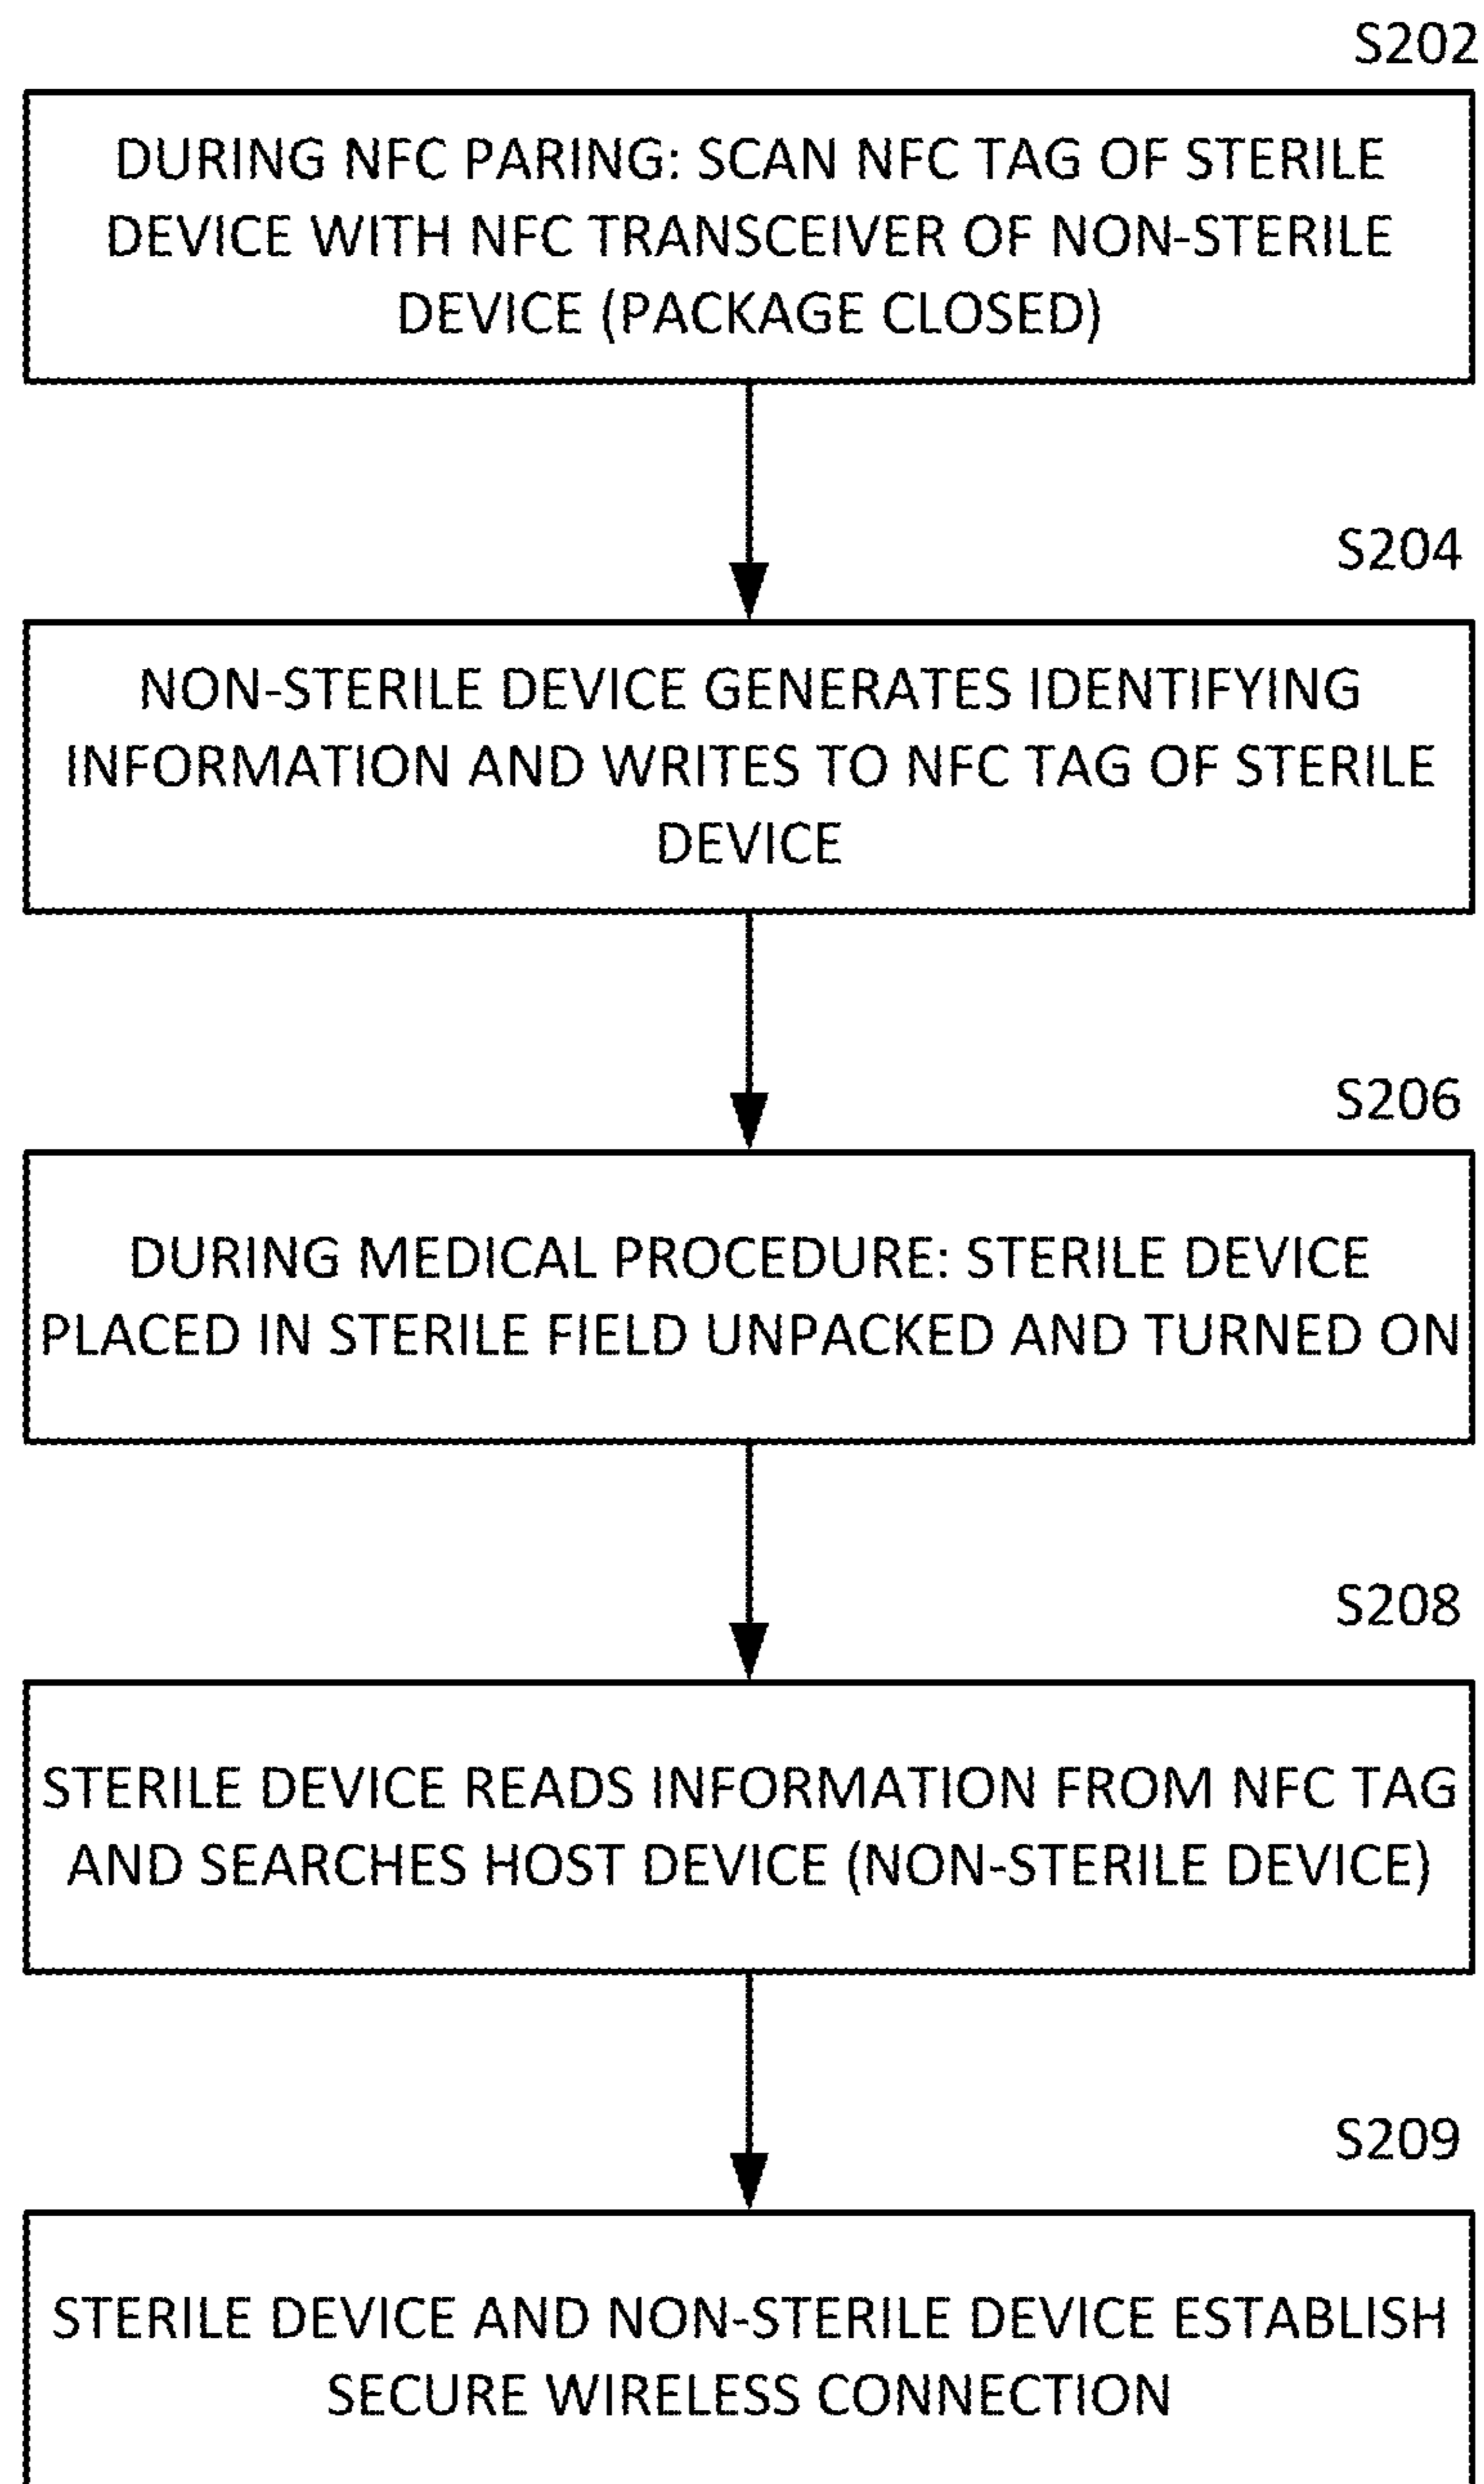 S202
DURING NFC PARING: SCAN NFC TAG OF STERILE
DEVICE WITH NFC TRANSCEIVER OF NON-STERILE
DEVICE (PACKAGE CLOSED)
S204
NON-STERILE DEVICE GENERATES IDENTIFYING
INFORMATION AND WRITES TO NFC TAG OF STERILE
DEVICE
S206
DURING MEDICAL PROCEDURE: STERILE DEVICE
PLACED IN STERILE FIELD UNPACKED AND TURNED ON
S208
STERILE DEVICE READS INFORMATION FROM NFC TAG
AND SEARCHES HOST DEVICE (NON-STERILE DEVICE)
S209
STERILE DEVICE AND NON-STERILE DEVICE ESTABLISH
SECURE WIRELESS CONNECTION